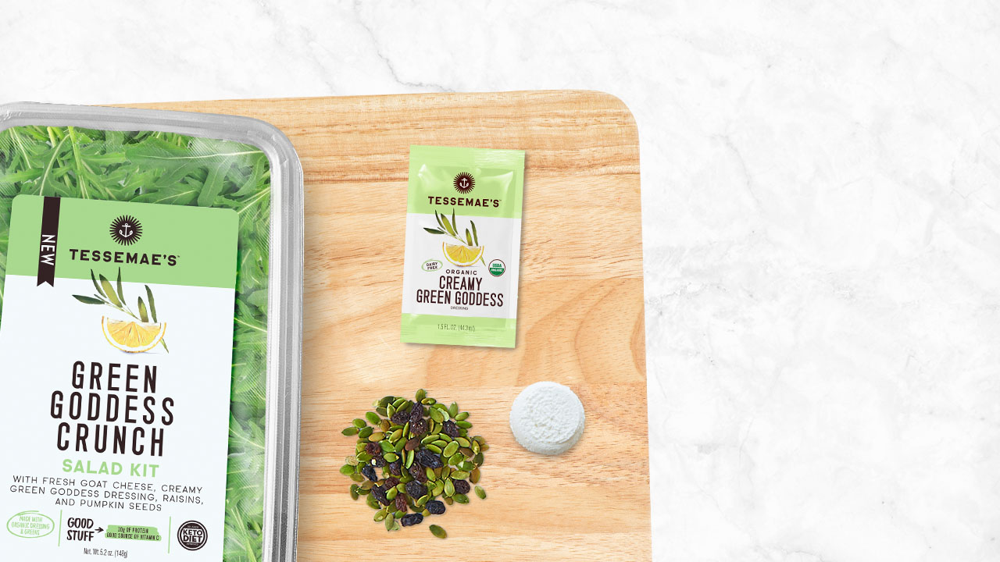 NEW
TESSEMAE'S™
GREEN
GODDESS
CRUNCH
SALAD KIT
WITH FRESH GOAT CHEESE, CREAMY
GREEN GODDESS DRESSING, RAISINS,
AND PUMPKIN SEEDS
MADE WITH
ORGANIC DRESSING
& GREENS
GOOD
STUFF
10g OF PROTEIN
GOOD SOURCE OF VITAMIN C
KETO
DIET
Net. Wt. 5.2 oz. (148g)
TESSEMAE'S™
DAIRY
FREE
USDA
ORGANIC
ORGANIC
CREAMY
GREEN GODDESS
DRESSING
1.5 FL. OZ. (44.3ml)